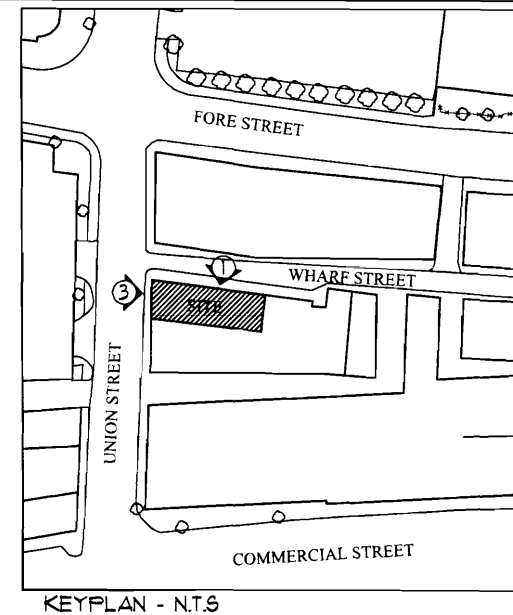 FORE STREET
1
WHARF STREET
3
SITE
UNION STREET
COMMERCIAL STREET
KEYPLAN - N.T.S